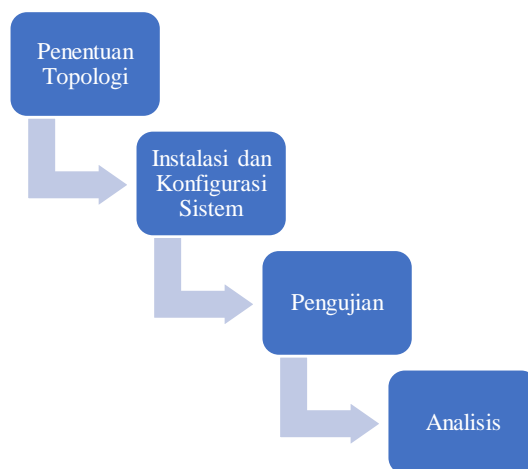 Penentuan
Topologi
Instalasi dan
Konfigurasi
Sistem
Pengujian
Analisis